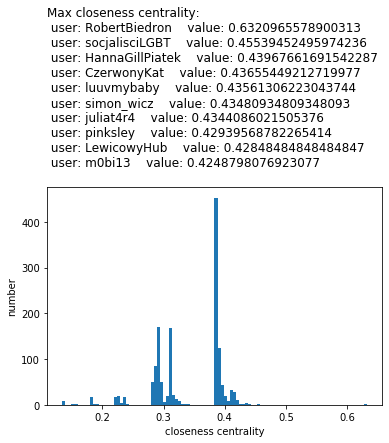 Max closeness centrality:
user: RobertBiedron value: 0.6320965578900313
user: socjalisciLGBT value: 0.45539452495974236
user: HannaGillPiatek value: 0.43967661691542287
user: CzerwonyKat value: 0.43655449212719977
user: luuvmybaby value: 0.43561306223043744
user: simon_wicz value: 0.43480934809348093
user: juliat4r4 value: 0.4344086021505376
user: pinksley value: 0.42939568782265414
user: LewicowyHub value: 0.42848484848484847
user: m0bi13 value: 0.4248798076923077
400
300
200
100
0
number
0.2 0.3 0.4 0.5 0.6
closeness centrality